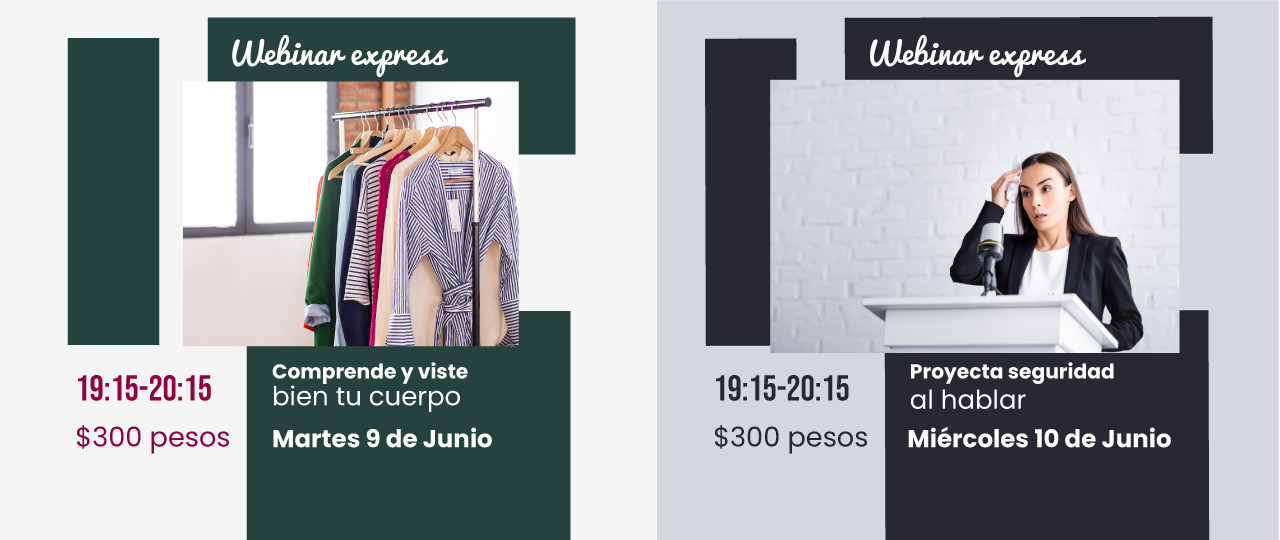 Webinar express
19:15-20:15
$300 pesos
Comprende y viste
bien tu cuerpo
Martes 9 de Junio
Webinar express
19:15-20:15
$300 pesos
Proyecta seguridad
al hablar
Miércoles 10 de Junio